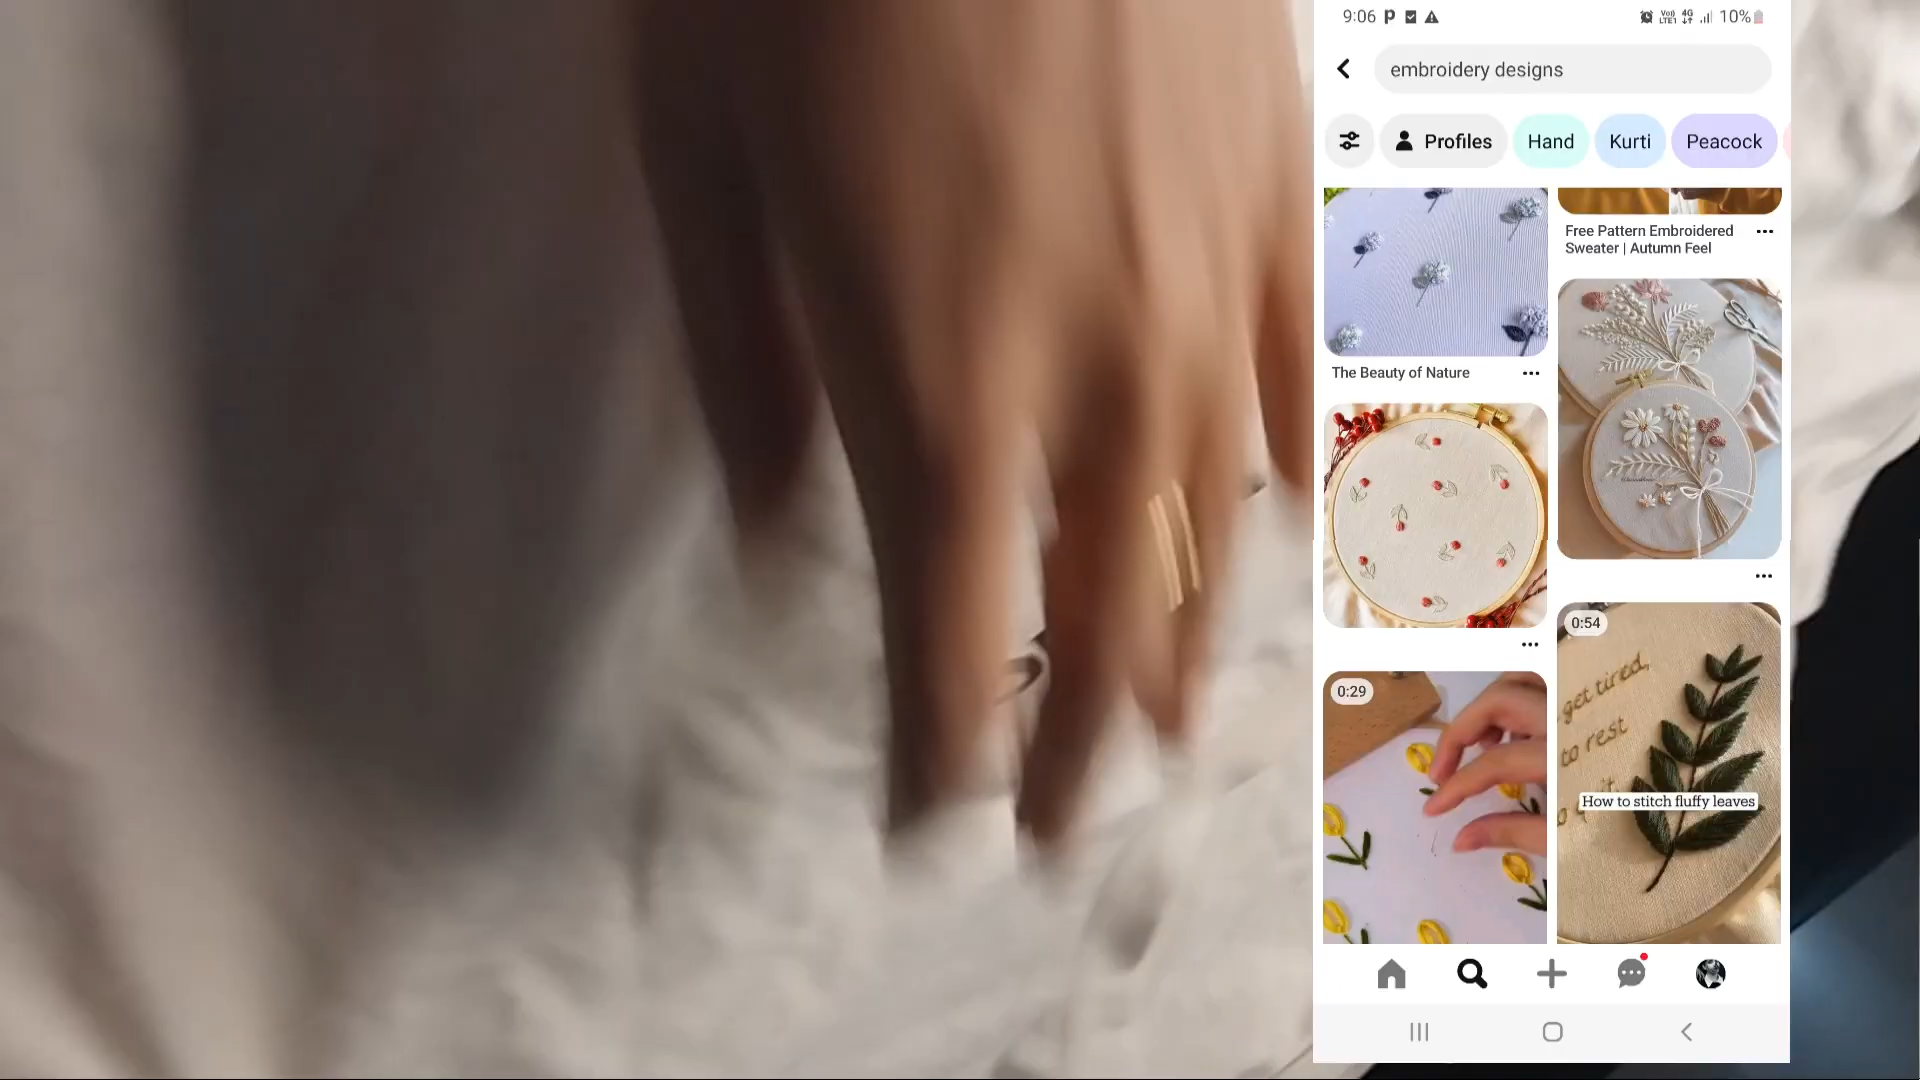 9:06
10%
embroidery designs
Profiles
Hand
Kurti
Peacock
Free Pattern Embroidered
Sweater | Autumn Feel
The Beauty of Nature
0:54
get tired,
to rest
0:29
How to stitch fluffy leaves